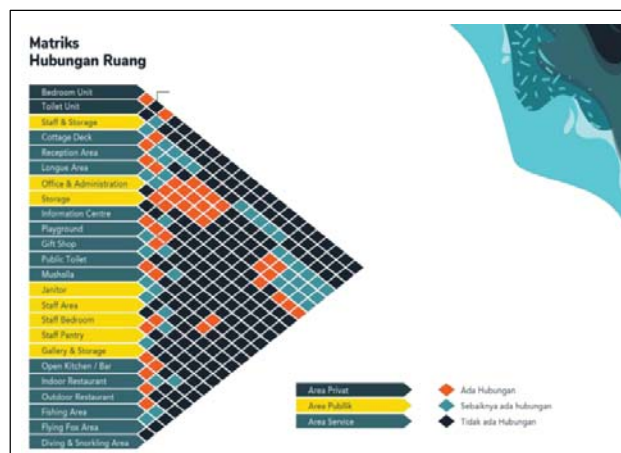 Matriks
Hubungan Ruang
Bedroom Unit
Toilet Unit
Staff & Storage
Cottage Deck
Reception Area
Longue Area
Office & Administration
Storage
Information Centre
Playground
Gift Shop
Public Toilet
Musholla
Janitor
Staff Area
Staff Bedroom
Staff Pantry
Gallery & Storage
Open Kitchen / Bar
Indoor Restaurant
Outdoor Restaurant
Fishing Area
Flying Fox Area
Diving & Snorkling Area
Area Privat
Area Publik
Area Service
Ada Hubungan
Sebaiknya ada hubungan
Tidak ada Hubungan